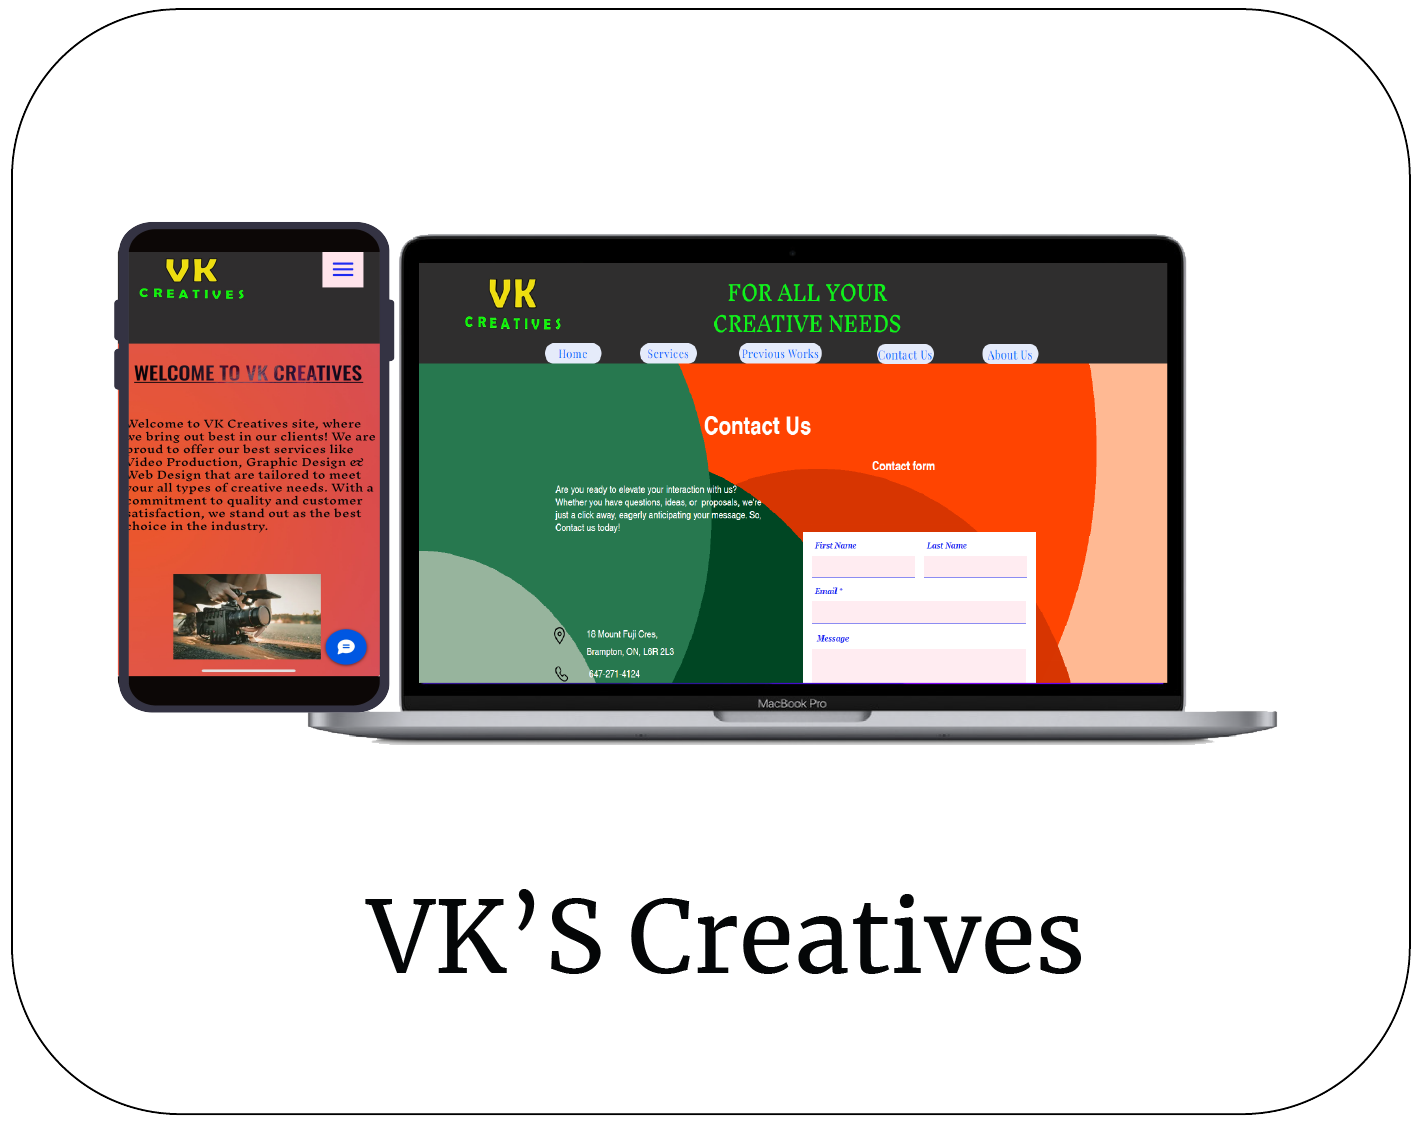 VK
CREATIVES
WELCOME TO VK CREATIVES
Welcome to VK Creatives site, where
we bring out best in our clients! We are
proud to offer our best services like
Video Production, Graphic Design &
Web Design that are tailored to meet
your all types of creative needs. With a
commitment to quality and customer
satisfaction, we stand out as the best
choice in the industry.
VK
CREATIVES
FOR ALL YOUR
CREATIVE NEEDS
Home
Services
Previous Works
Contact Us
About Us
Contact Us
Contact form
Are you ready to elevate your interaction with us?
Whether you have questions, ideas, or proposals, we're
just a click away, eagerly anticipating your message. So,
Contact us today!
First Name
Last Name
Email *
Message
18 Mount Fuji Cres,
Brampton, ON, L6R 2L3
647-271-4124
MacBook Pro
VK’S Creatives